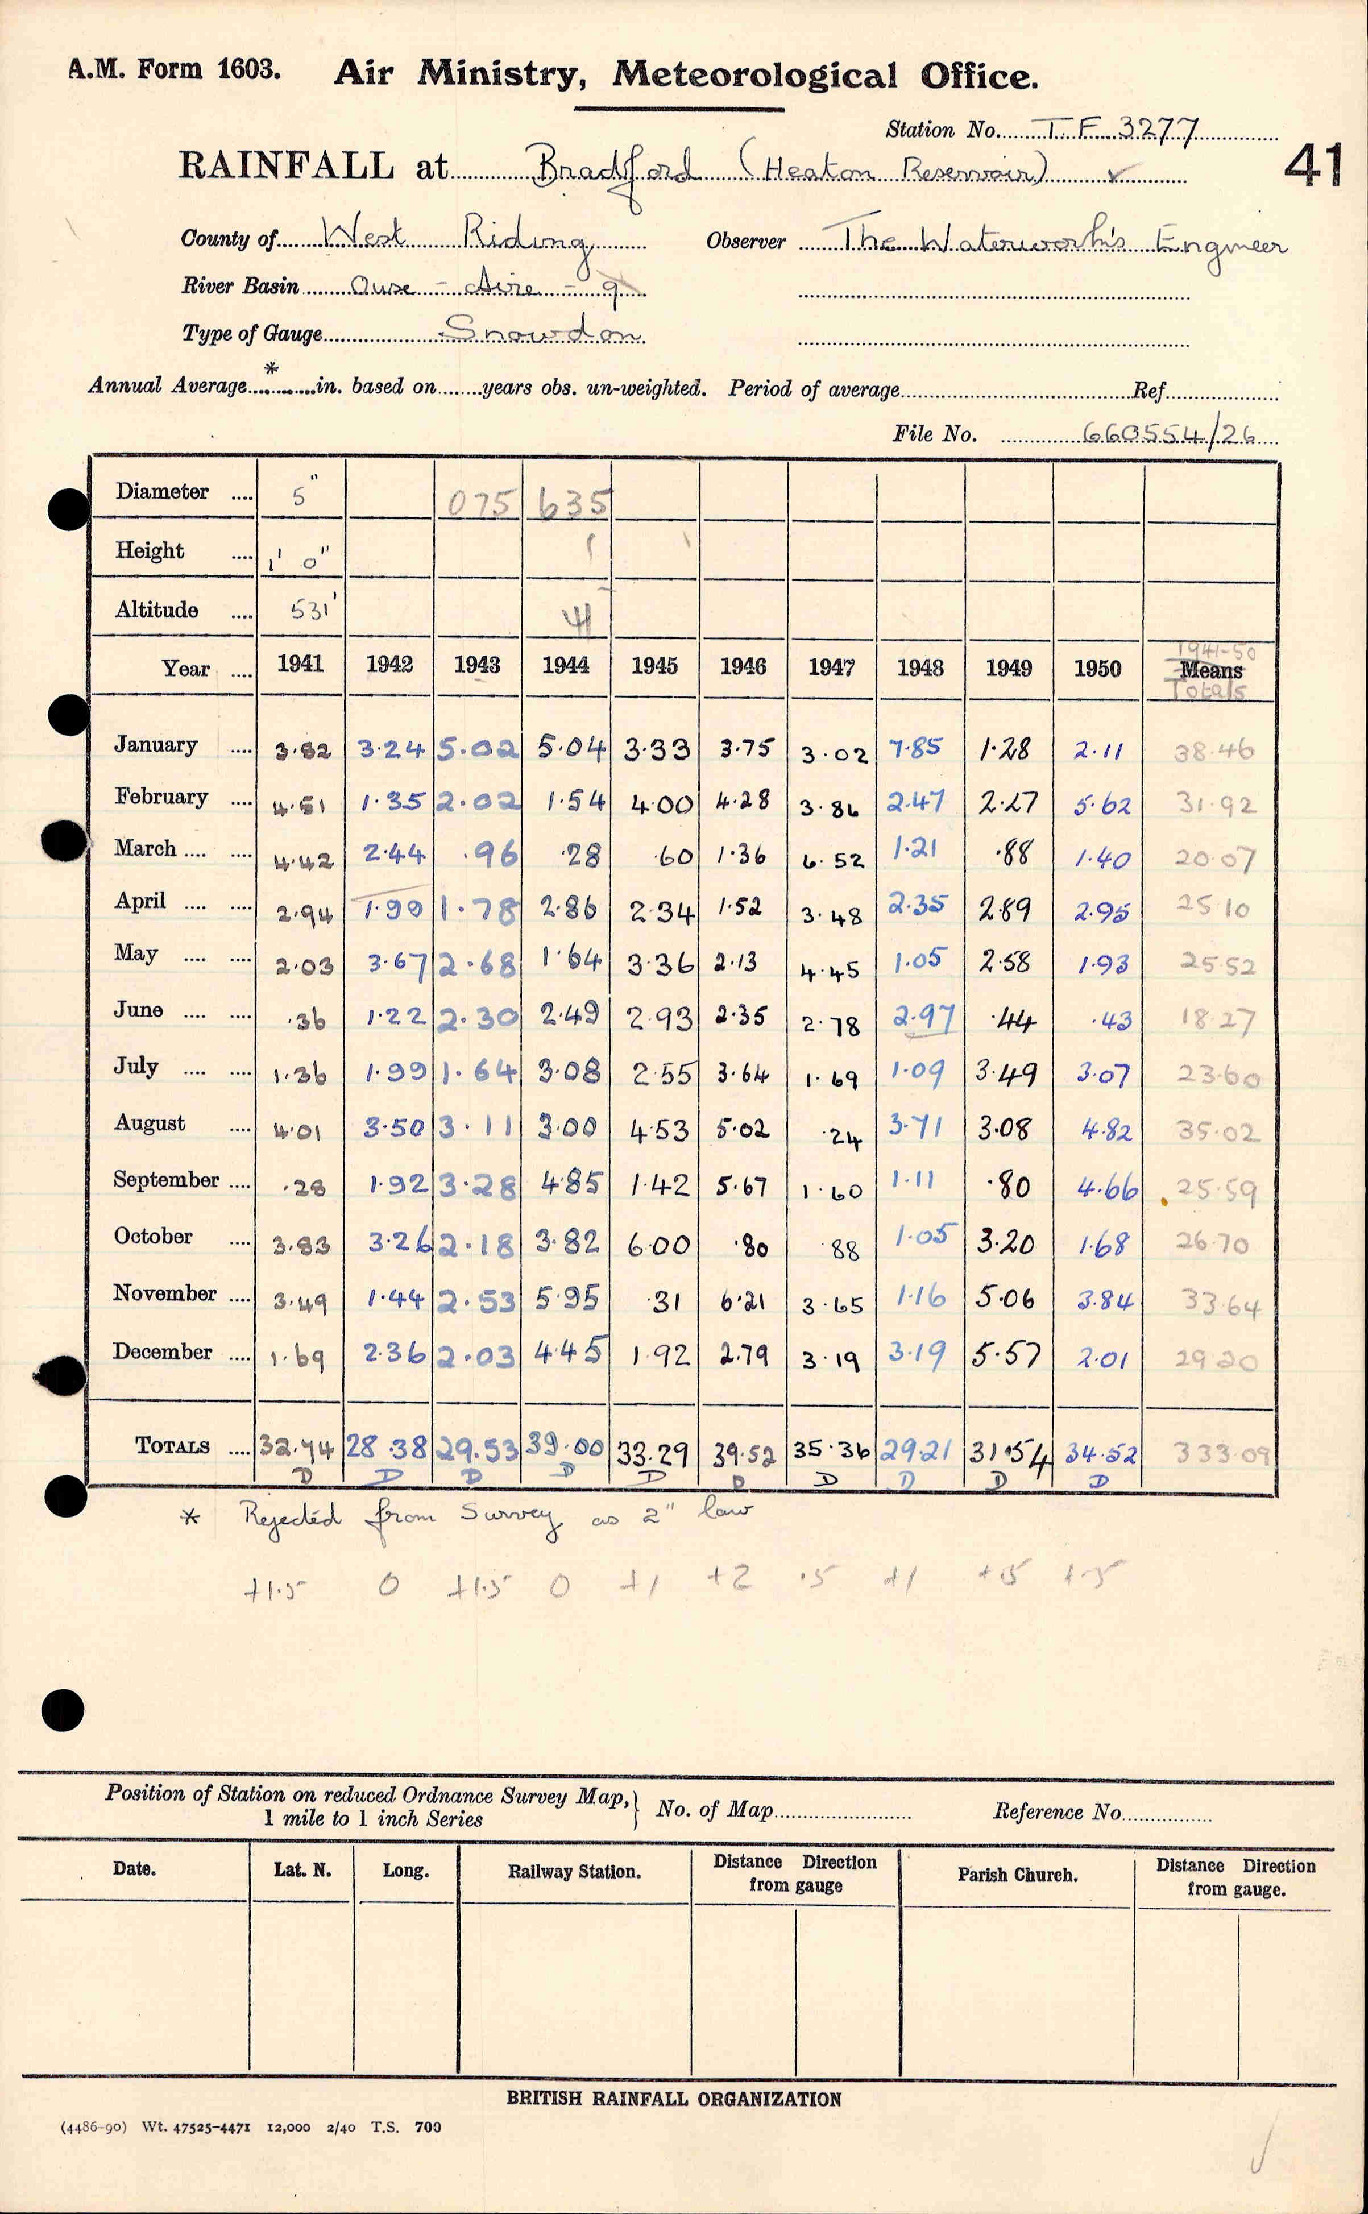 A.M. Form 1603. Air Ministry, Meteorological Office.
Station No. TF 3277
RAINFALL at Bradford (Heaton Reservoir) ✓ 41
County of West Riding Observer The Waterworks Engineer
River Basin Ouse - Aire - 9
Type of Gauge Snowdon
Annual Average * in. based on years obs. un-weighted. Period of average Ref.
File No. 660554/26
Diameter .... 5" 075 635
Height .... 1' 0"
Altitude .... 531'
1941-50
Year .... 1941 1942 1943 1944 1945 1946 1947 1948 1949 1950 Means
Totals
January .... 3.82 3.24 5.02 5.04 3.33 3.75 3.02 7.85 1.28 2.11 38.46
February .... 4.51 1.35 2.02 1.54 4.00 4.28 3.86 2.47 2.27 5.62 31.92
March .... .... 4.42 2.44 .96 .28 .60 1.36 6.52 1.21 .88 1.40 20.07
April .... .... 2.94 1.99 1.78 2.86 2.34 1.52 3.48 2.35 2.89 2.95 25.10
May .... .... 2.03 3.67 2.68 1.64 3.36 2.13 4.45 1.05 2.58 1.93 25.52
June .... .... .36 1.22 2.30 2.49 2.93 2.35 2.78 2.97 .44 .43 18.27
July .... .... 1.36 1.99 1.64 3.08 2.55 3.64 1.69 1.09 3.49 3.07 23.60
August .... 4.01 3.50 3.11 3.00 4.53 5.02 .24 3.71 3.08 4.82 35.02
September .... .28 1.92 3.28 4.85 1.42 5.67 1.60 1.11 .80 4.66 25.59
October .... 3.83 3.26 2.18 3.82 6.00 .80 .88 1.05 3.20 1.68 26.70
November .... 3.49 1.44 2.53 5.95 .31 6.21 3.65 1.16 5.06 3.84 33.64
December .... 1.69 2.36 2.03 4.45 1.92 2.79 3.19 3.19 5.57 2.01 29.20
TOTALS .... 32.74 28.38 29.53 39.00 33.29 39.52 35.36 29.21 31.54 34.52 333.09
D D D D D D D D D D
* Rejected from Survey as 2" low
+1.5 0 +1.5 0 +1 +2 .5 +1 +.5 +.5
Position of Station on reduced Ordnance Survey Map,} No. of Map Reference No.
1 mile to 1 inch Series
Date. Lat. N. Long. Railway Station. Distance Direction from gauge Parish Church. Distance Direction from gauge.
BRITISH RAINFALL ORGANIZATION
(4486-90) Wt. 47525-4471 12,000 2/40 T.S. 700